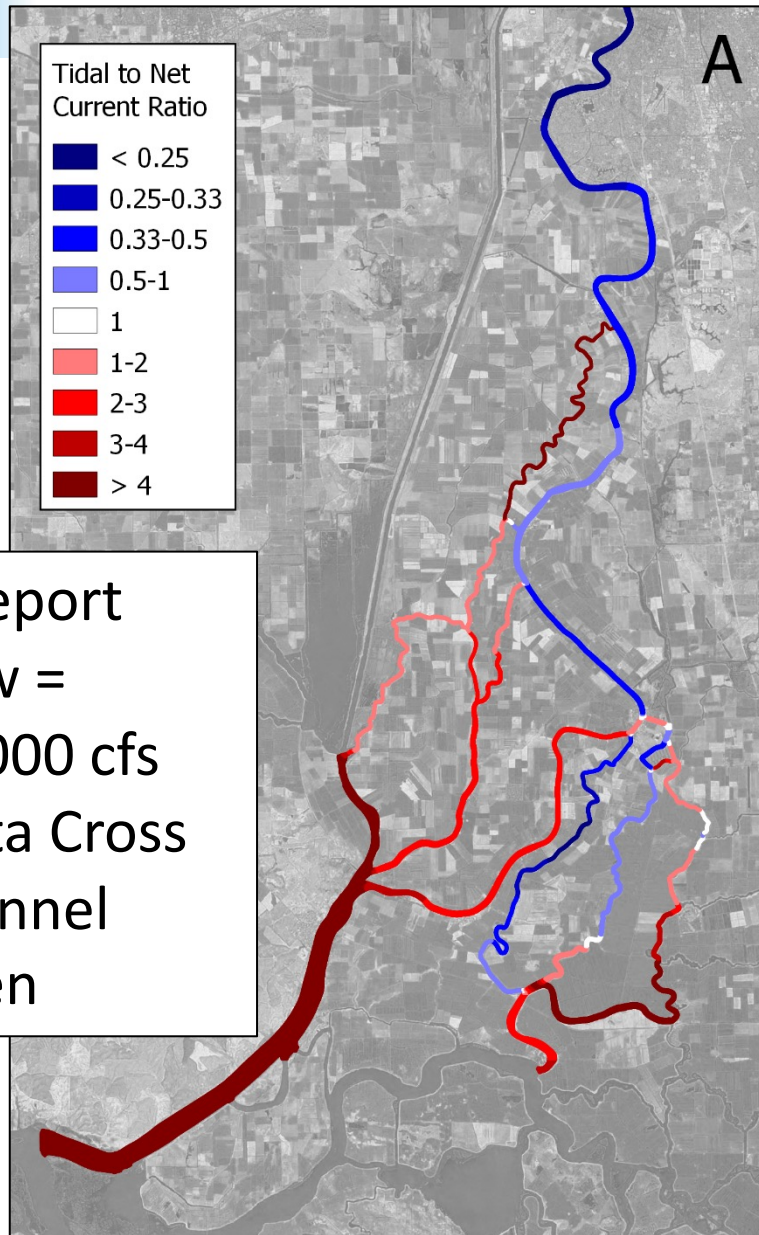 A
Tidal to Net
Current Ratio
< 0.25
0.25-0.33
0.33-0.5
0.5-1
1
1-2
2-3
3-4
> 4
eport
v =
000 cfs
ta Cross
nnel
en